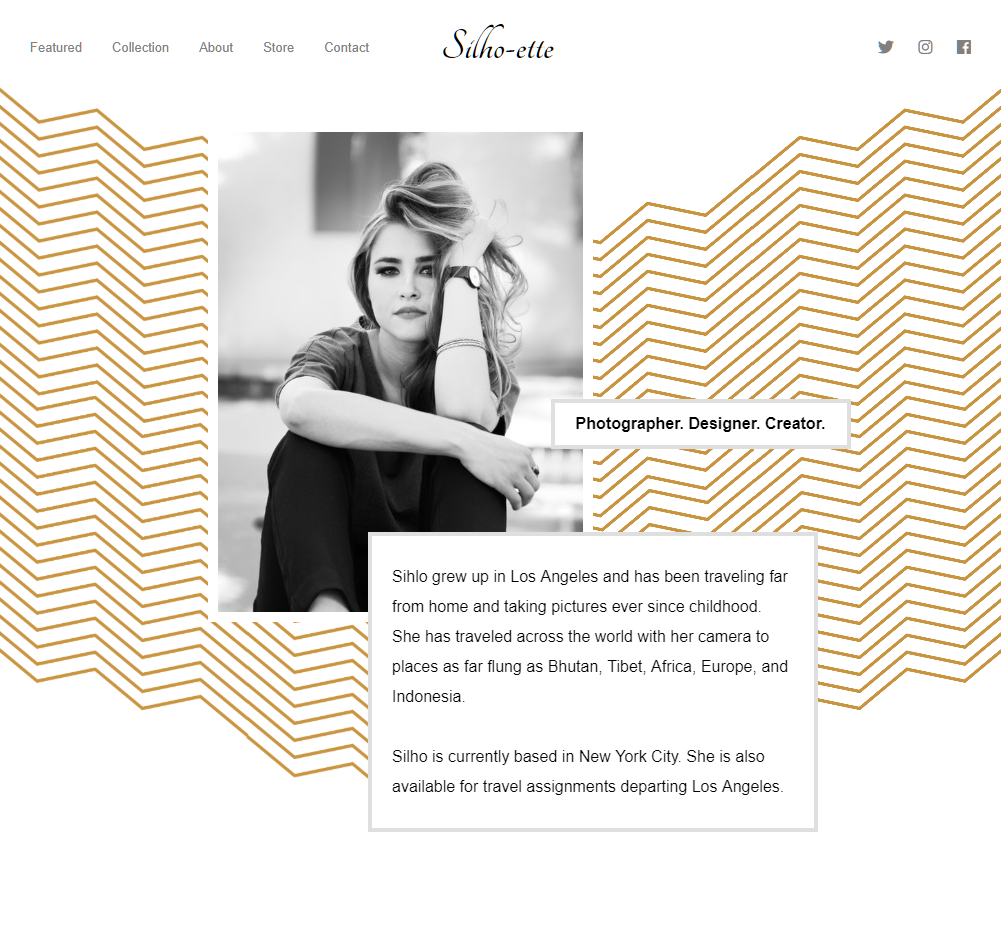 Featured Collection About Store Contact
Silho-ette
Photographer. Designer. Creator.
Sihlo grew up in Los Angeles and has been traveling far
from home and taking pictures ever since childhood.
She has traveled across the world with her camera to
places as far flung as Bhutan, Tibet, Africa, Europe, and
Indonesia.
Silho is currently based in New York City. She is also
available for travel assignments departing Los Angeles.